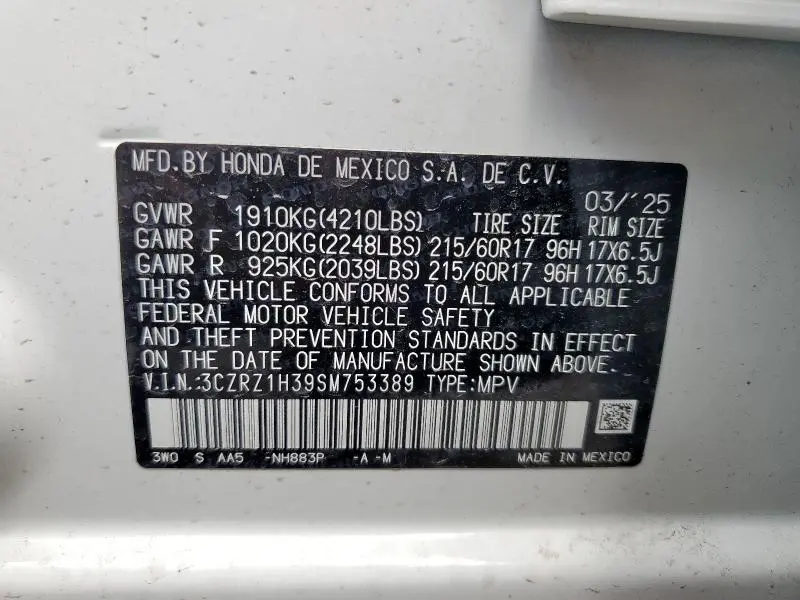 MFD.BY HONDA DE MEXICO S.A. DE C.V.
03/'25
GVWR 1910KG(4210LBS) TIRE SIZE RIM SIZE
GAWR F 1020KG(2248LBS) 215/60R17 96H 17X6.5J
GAWR R 925KG(2039LBS) 215/60R17 96H 17X6.5J
THIS VEHICLE CONFORMS TO ALL APPLICABLE
FEDERAL MOTOR VEHICLE SAFETY
AND THEFT PREVENTION STANDARDS IN EFFECT
ON THE DATE OF MANUFACTURE SHOWN ABOVE.
V.I.N.:3CZRZ1H39SM753389 TYPE:MPV
3W0 S AA5 -NH883P -A -M MADE IN MEXICO